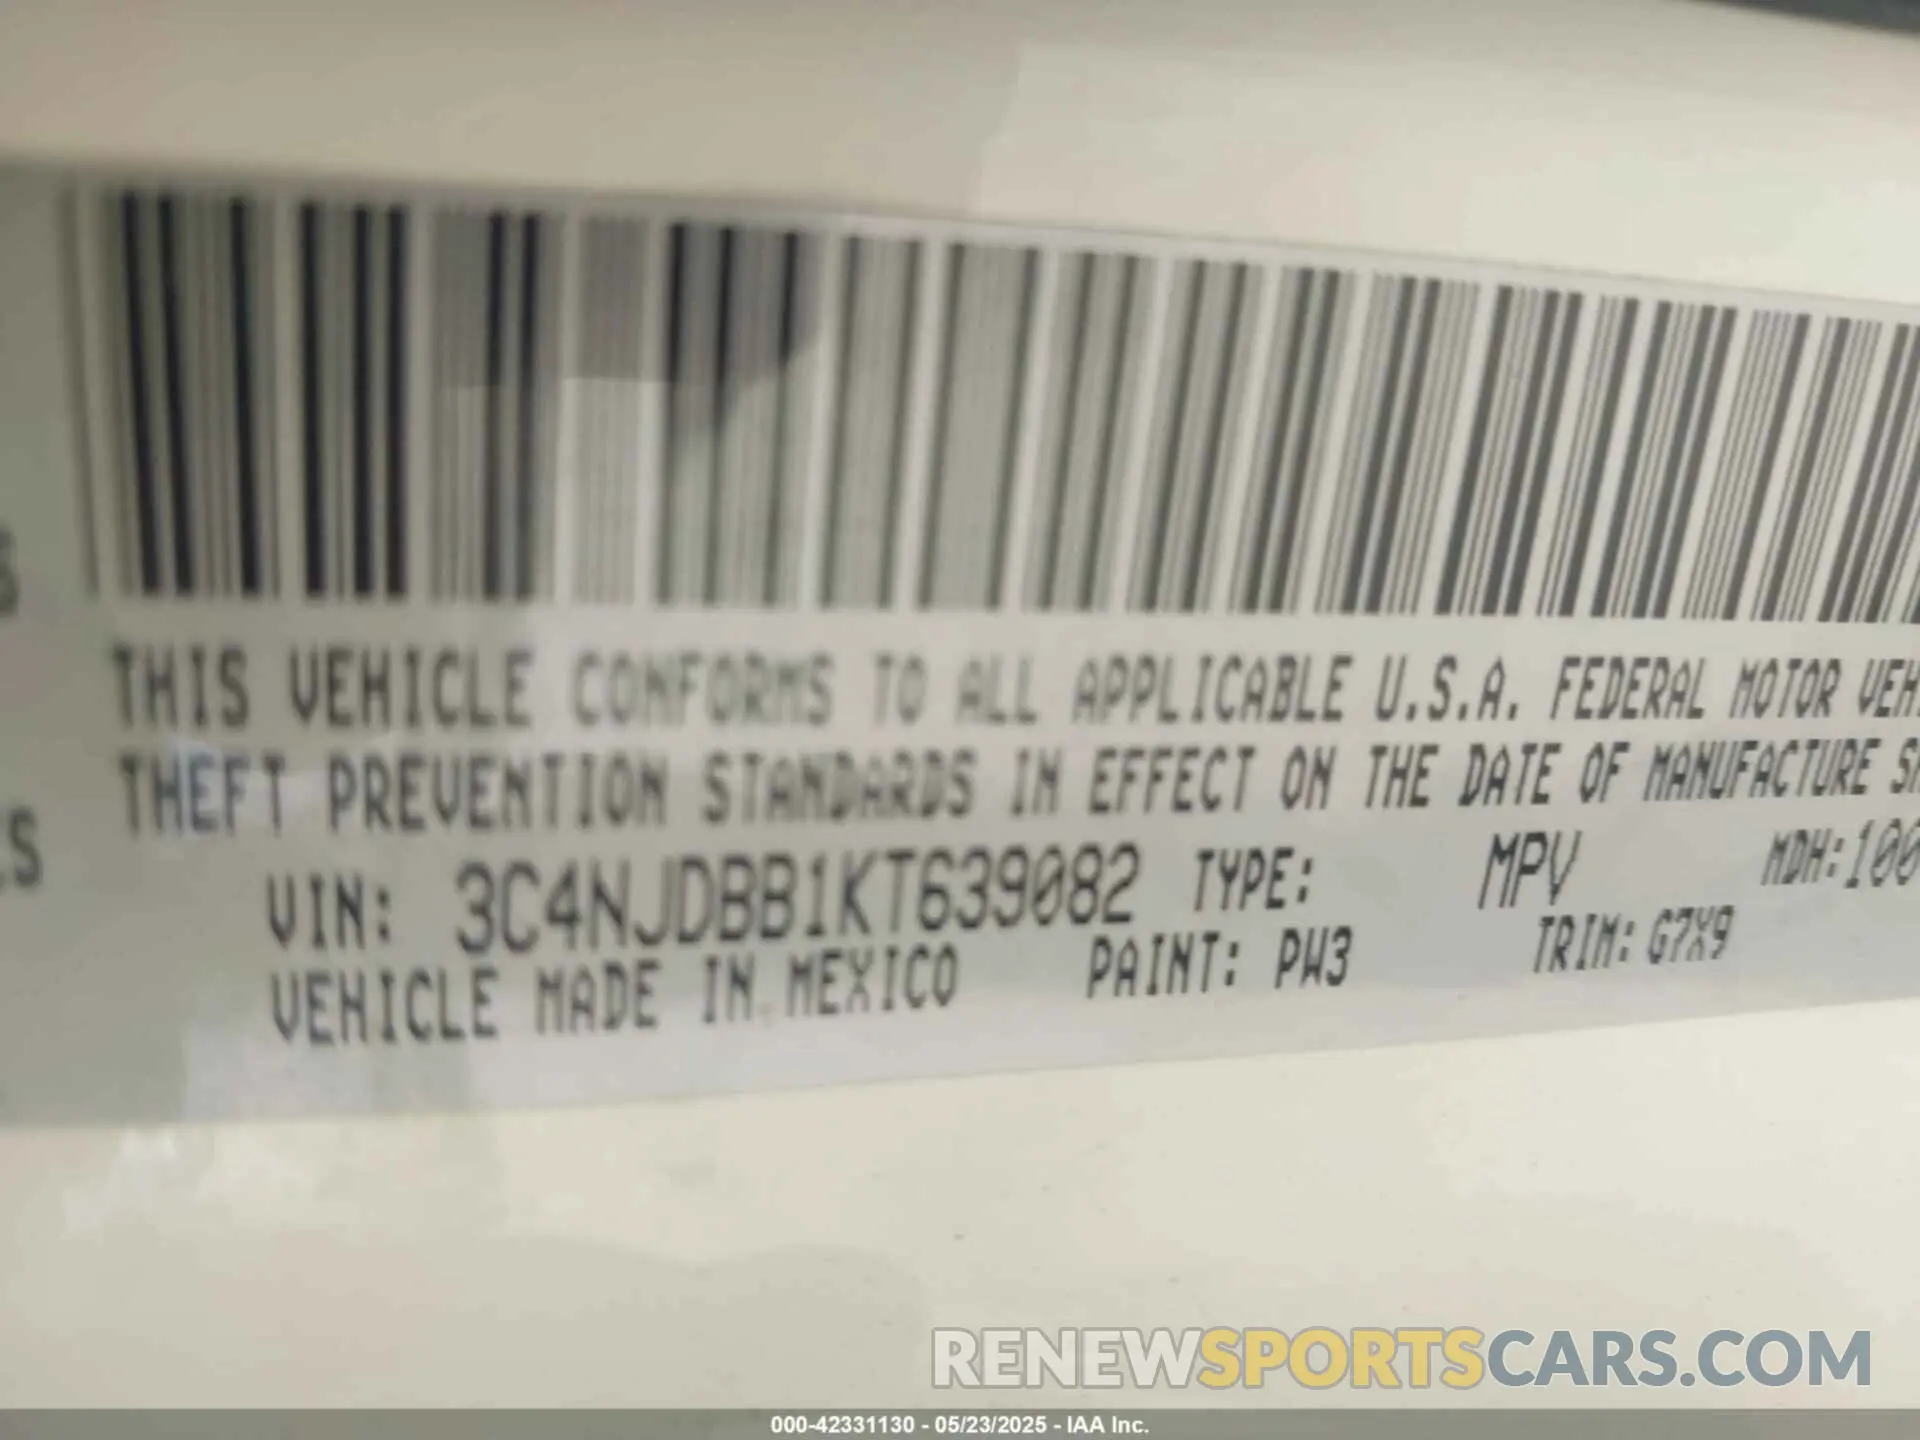 THIS VEHICLE CONFORMS TO ALL APPLICABLE U.S.A. FEDERAL MOTOR VEH
THEFT PREVENTION STANDARDS IN EFFECT ON THE DATE OF MANUFACTURE
VIN: 3C4NJDBB1KT639082 TYPE: MPV MDH:100
VEHICLE MADE IN MEXICO PAINT: PW3 TRIM: G7X9
RENEWSPORTSCARS.COM
000-42331130 - 05/23/2025 - IAA Inc.